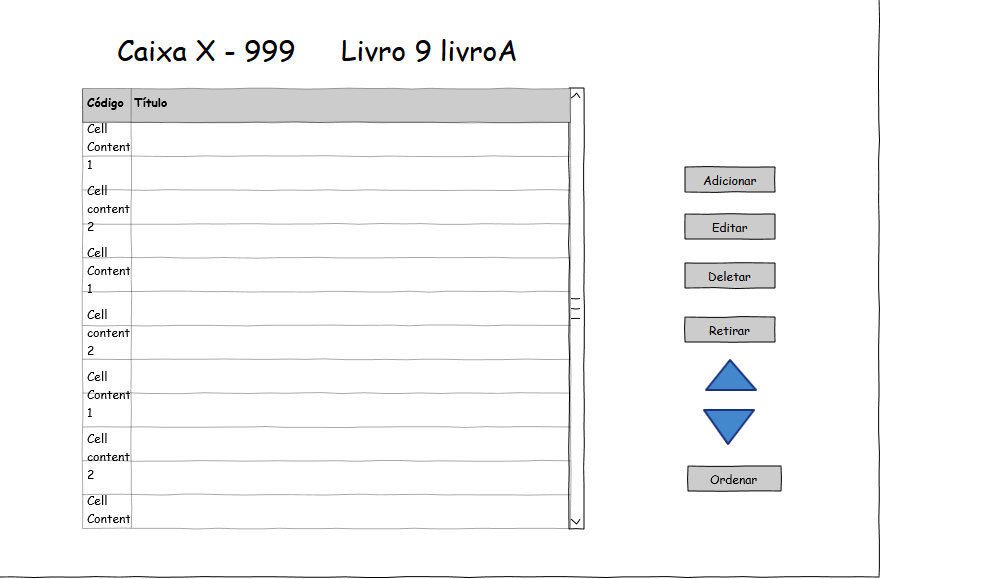 Caixa X - 999 Livro 9 livroA
Código Título
Cell
Content
1
Cell
content
2
Cell
Content
1
Cell
content
2
Cell
Content
1
Cell
content
2
Cell
Content
Adicionar
Editar
Deletar
Retirar
Ordenar